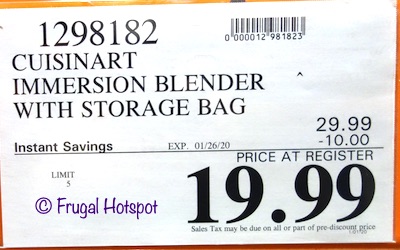 1298182
0000012 981823
CUISINART
IMMERSION BLENDER
WITH STORAGE BAG
29.99
Instant Savings EXP. 01/26/20 -10.00
PRICE AT REGISTER
LIMIT
5
19.99
© Frugal Hotspot
Sales Tax may be due on all or part of pre-discount price